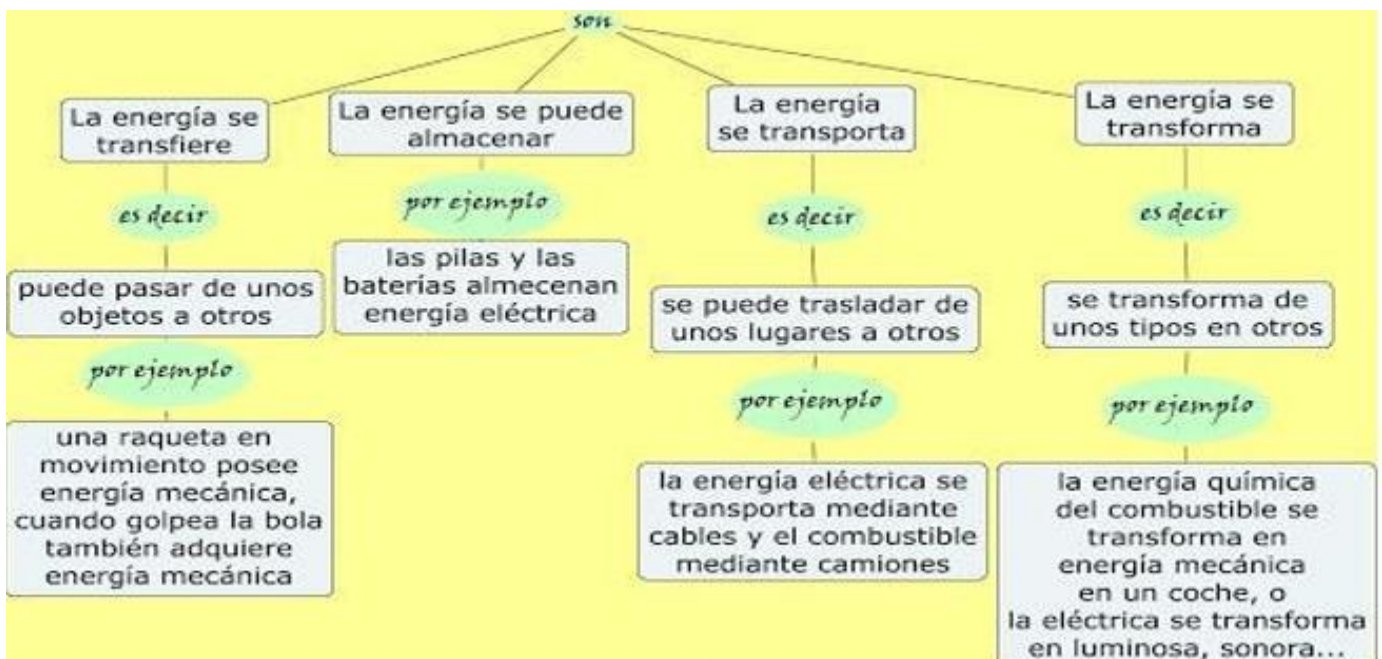 son
La energía se
transfiere
es decir
puede pasar de unos
objetos a otros
por ejemplo
una raqueta en
movimiento posee
energía mecánica,
cuando golpea la bola
también adquiere
energía mecánica
La energía se puede
almacenar
por ejemplo
las pilas y las
baterías almecenan
energía eléctrica
La energía
se transporta
es decir
se puede trasladar de
unos lugares a otros
por ejemplo
la energía eléctrica se
transporta mediante
cables y el combustible
mediante camiones
La energía se
transforma
es decir
se transforma de
unos tipos en otros
por ejemplo
la energía química
del combustible se
transforma en
energía mecánica
en un coche, o
la eléctrica se transforma
en luminosa, sonora...